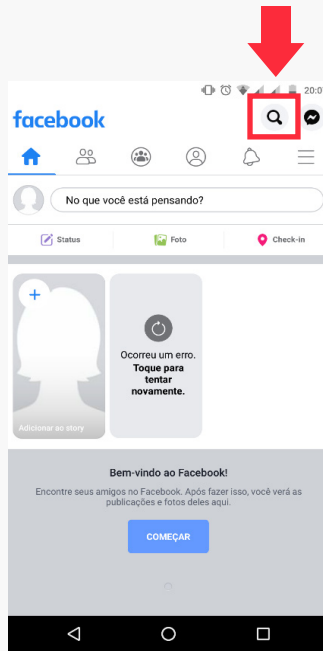 20:0
facebook
No que você está pensando?
Status
Foto
Check-in
Ocorreu um erro.
Toque para
tentar
novamente.
Adicionar ao story
Bem-vindo ao Facebook!
Encontre seus amigos no Facebook. Após fazer isso, você verá as
publicações e fotos deles aqui.
COMEÇAR